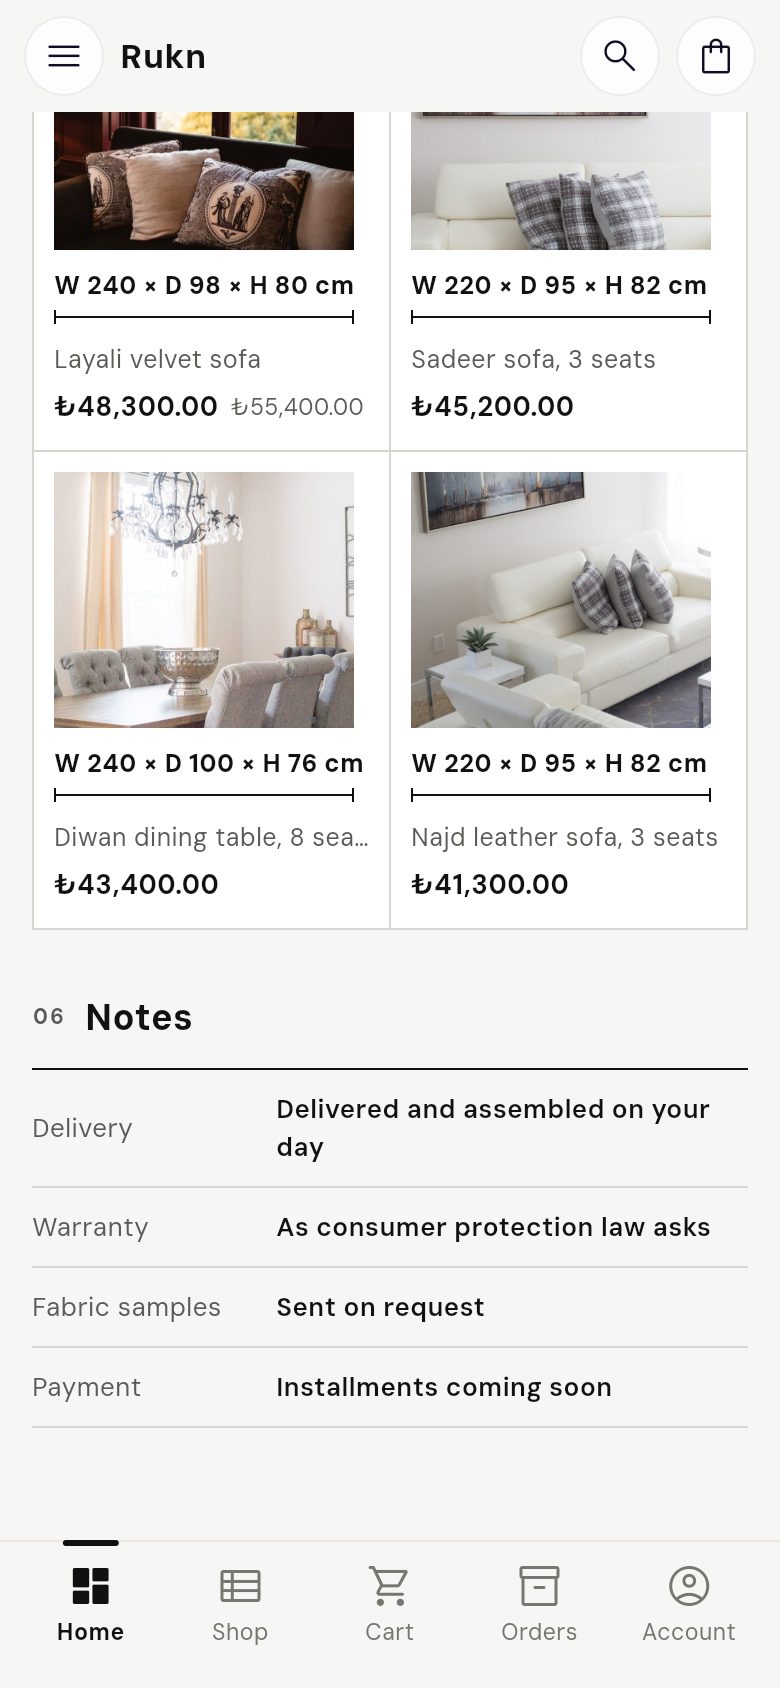 Rukn
W 240 × D 98 × H 80 cm
W 220 × D 95 × H 82 cm
Layali velvet sofa
Sadeer sofa, 3 seats
₺48,300.00 ₺55,400.00
₺45,200.00
W 240 × D 100 × H 76 cm
W 220 × D 95 × H 82 cm
Diwan dining table, 8 sea…
Najd leather sofa, 3 seats
₺43,400.00
₺41,300.00
06 Notes
Delivery
Delivered and assembled on your
day
Warranty
As consumer protection law asks
Fabric samples
Sent on request
Payment
Installments coming soon
Home
Shop
Cart
Orders
Account